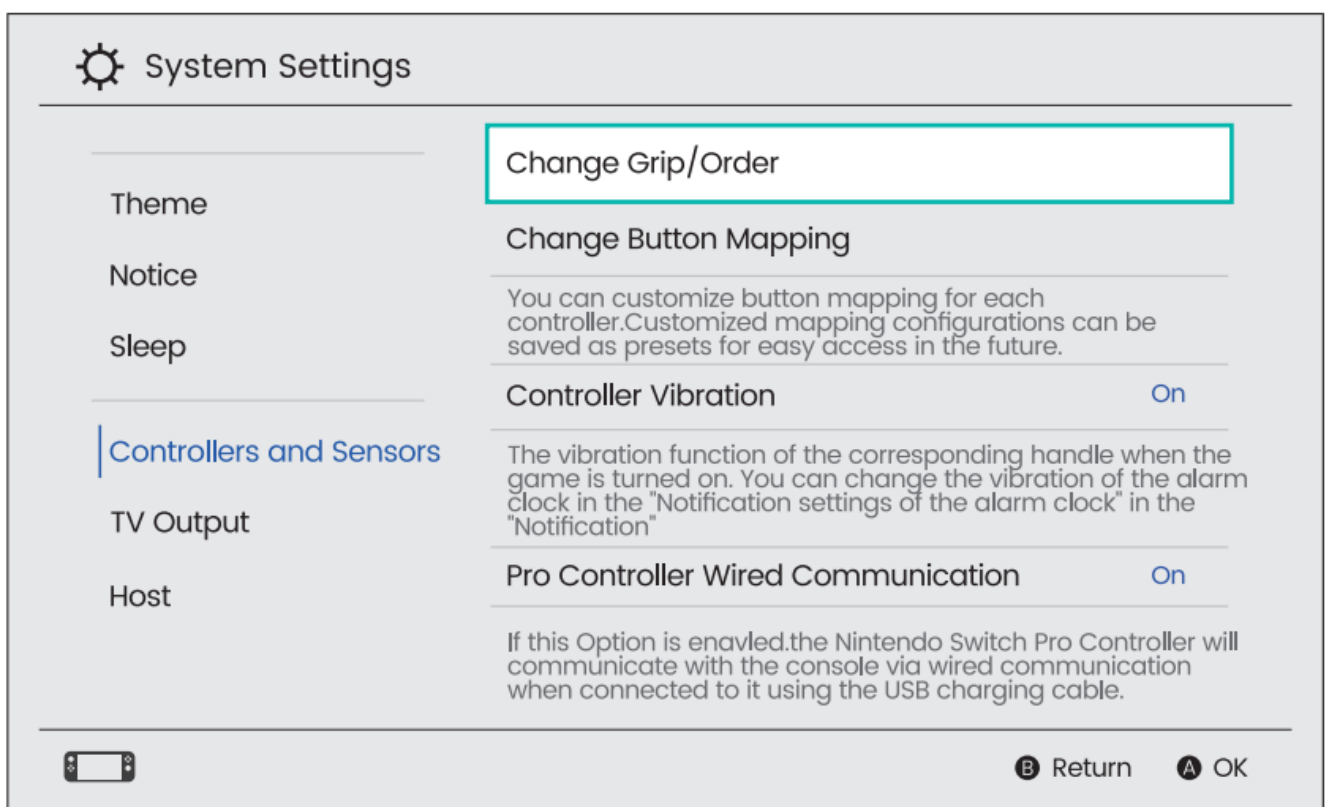 System Settings
Theme
Notice
Sleep
Controllers and Sensors
TV Output
Host
Change Grip/Order
Change Button Mapping
You can customize button mapping for each
controller.Customized mapping configurations can be
saved as presets for easy access in the future.
Controller Vibration On
The vibration function of the corresponding handle when the
game is turned on. You can change the vibration of the alarm
clock in the "Notification settings of the alarm clock" in the
"Notification"
Pro Controller Wired Communication On
If this Option is enavled.the Nintendo Switch Pro Controller will
communicate with the console via wired communication
when connected to it using the USB charging cable.
B Return A OK